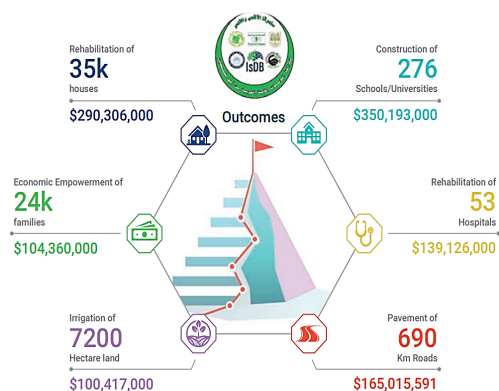 IsDB
Outcomes
Rehabilitation of
35k
houses
$290,306,000
Construction of
276
Schools/Universities
$350,193,000
Economic Empowerment of
24k
families
$104,360,000
Rehabilitation of
53
Hospitals
$139,126,000
Irrigation of
7200
Hectare land
$100,417,000
Pavement of
690
Km Roads
$165,015,591